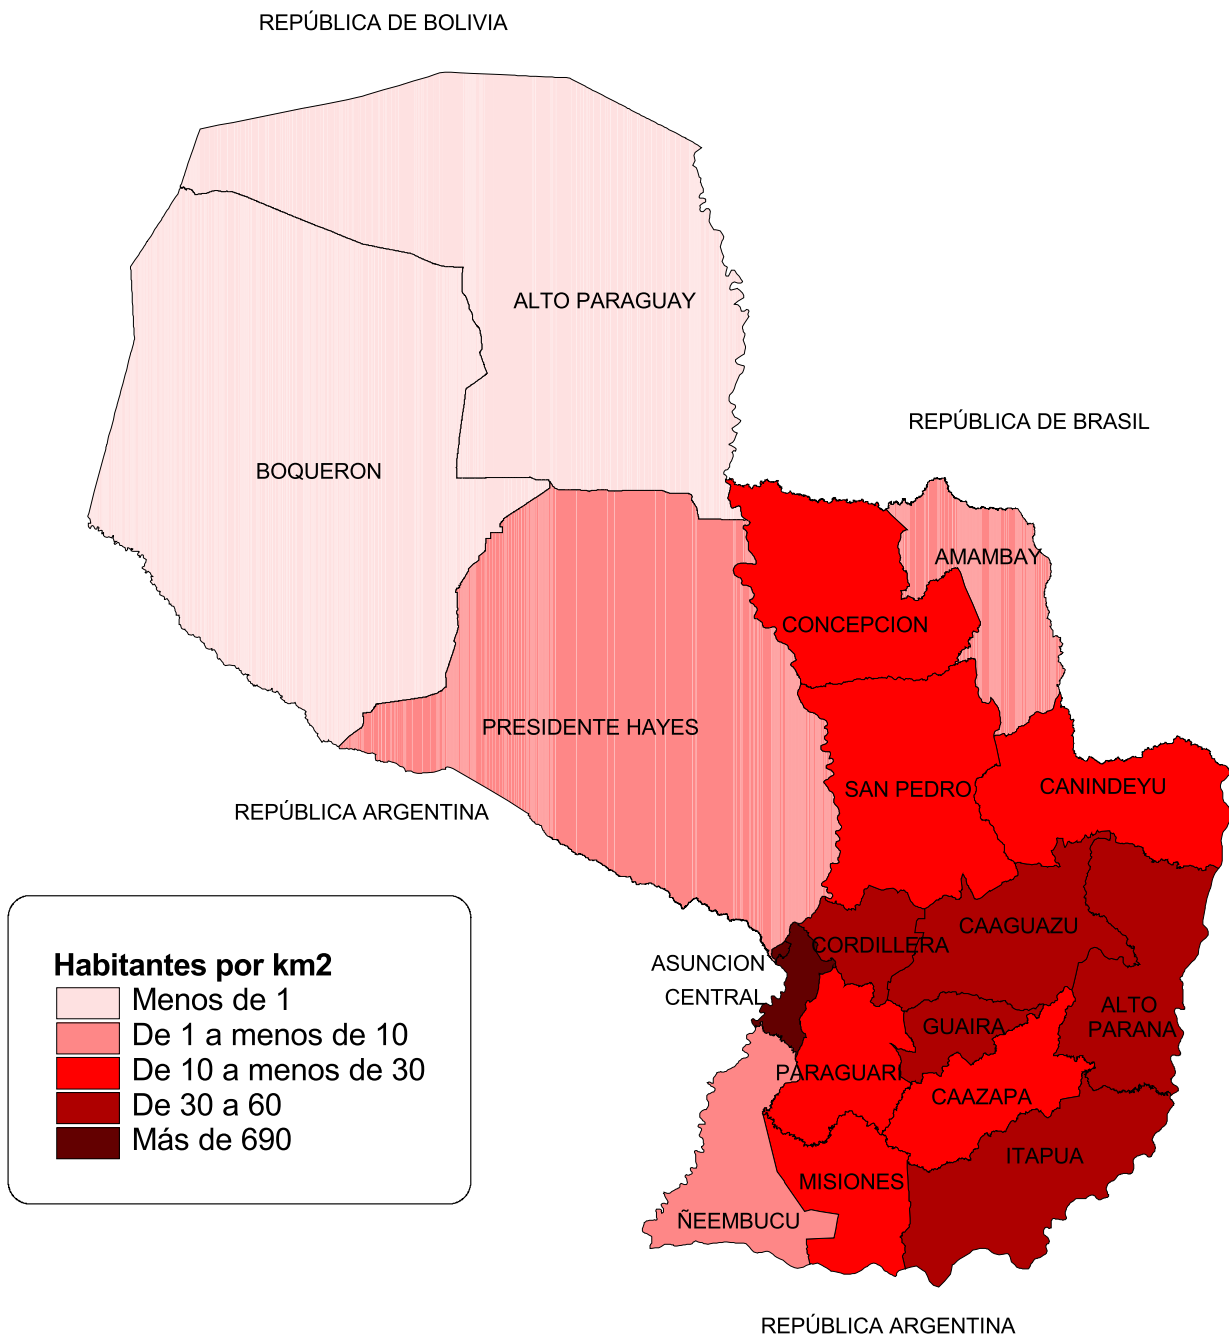 REPÚBLICA DE BOLIVIA
ALTO PARAGUAY
REPÚBLICA DE BRASIL
BOQUERON
AMAMBAY
CONCEPCION
PRESIDENTE HAYES
SAN PEDRO
CANINDEYU
REPÚBLICA ARGENTINA
CAAGUAZU
CORDILLERA
ASUNCION
CENTRAL
ALTO
PARANA
GUAIRA
PARAGUARI
CAAZAPA
ITAPUA
MISIONES
ÑEEMBUCU
Habitantes por km2
Menos de 1
De 1 a menos de 10
De 10 a menos de 30
De 30 a 60
Más de 690
REPÚBLICA ARGENTINA